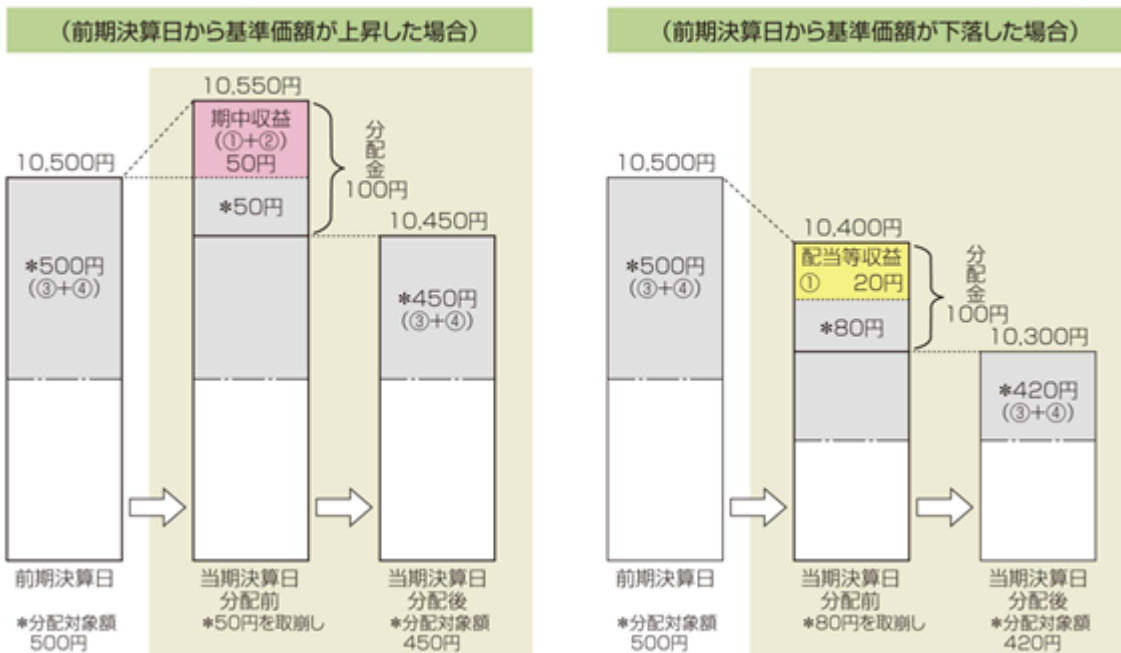 （前期決算日から基準価額が上昇した場合）
10,550円
期中収益
（①＋②）
50円
＊50円
分配金
100円
10,500円
＊500円
（③＋④）
10,450円
＊450円
（③＋④）
前期決算日
＊分配対象額
500円
当期決算日
分配前
＊50円を取崩し
当期決算日
分配後
＊分配対象額
450円
（前期決算日から基準価額が下落した場合）
10,500円
＊500円
（③＋④）
10,400円
配当等収益
① 20円
＊80円
分配金
100円
10,300円
＊420円
（③＋④）
前期決算日
＊分配対象額
500円
当期決算日
分配前
＊80円を取崩し
当期決算日
分配後
＊分配対象額
420円